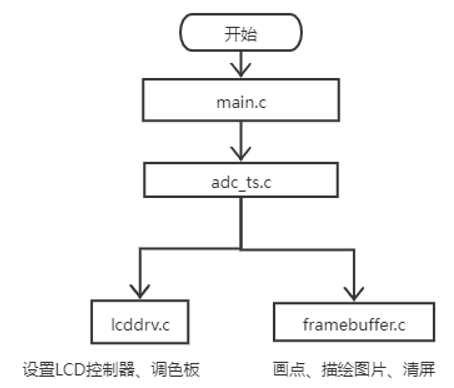 开始
main.c
adc_ts.c
lcddrv.c
framebuffer.c
设置LCD控制器、调色板
画点、描绘图片、清屏